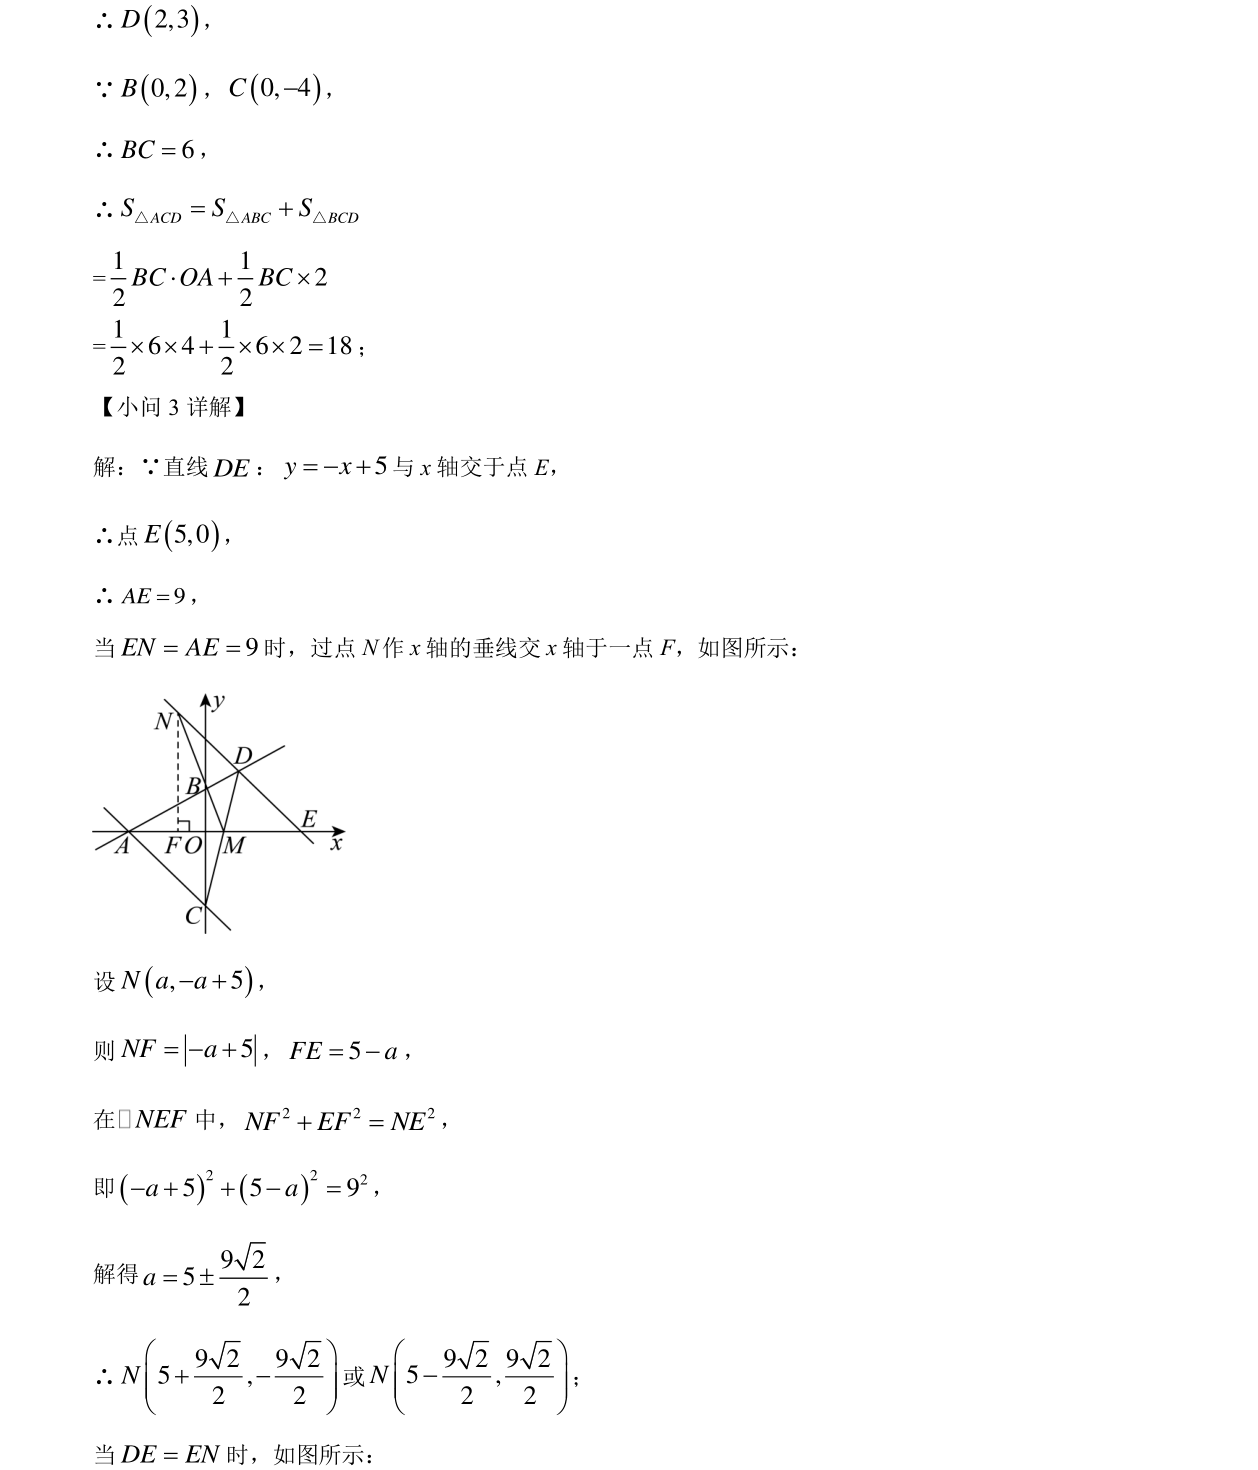 ∴ D(2,3)，
∵ B(0,2)，C(0,−4)，
∴ BC = 6，
∴ S△ACD = S△ABC + S△BCD
= 1/2 BC·OA + 1/2 BC × 2
= 1/2 × 6 × 4 + 1/2 × 6 × 2 = 18；
【小问 3 详解】
解：∵直线 DE： y = −x + 5 与 x 轴交于点 E，
∴点 E(5,0)，
∴ AE = 9，
当 EN = AE = 9 时，过点 N 作 x 轴的垂线交 x 轴于一点 F，如图所示：
y
N
D
B
E
A F O M x
C
设 N(a,−a+5)，
则 NF = |−a+5|，FE = 5 − a，
在□NEF 中，NF² + EF² = NE²，
即 (−a+5)² + (5−a)² = 9²，
解得 a = 5 ± 9√2/2，
∴ N(5 + 9√2/2, −9√2/2) 或 N(5 − 9√2/2, 9√2/2)；
当 DE = EN 时，如图所示：